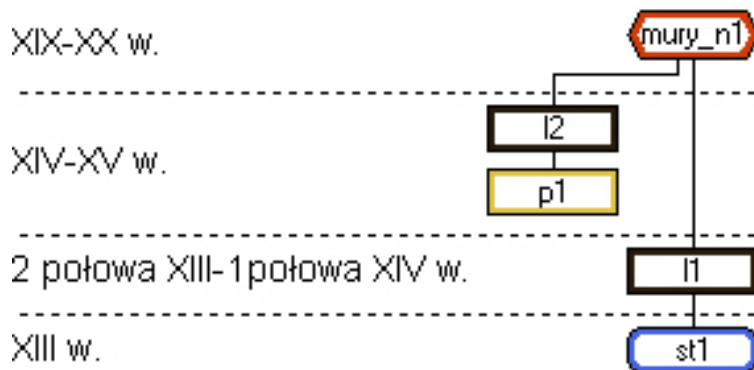 XIX-XX w.
mury_n1
l2
XIV-XV w.
p1
2 połowa XIII-1połowa XIV w.
l1
XIII w.
st1